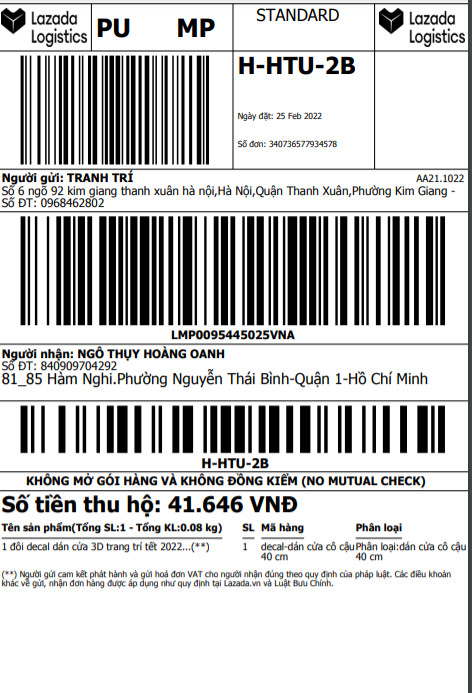 Lazada
Logistics
PU MP
STANDARD
Lazada
Logistics
H-HTU-2B
Ngày đặt: 25 Feb 2022
Số đơn: 340736577934578
Người gửi: TRANH TRÍ
AA21.1022
Số 6 ngõ 92 kim giang thanh xuân hà nội,Hà Nội,Quận Thanh Xuân,Phường Kim Giang -
Số ĐT: 0968462802
LMP0095445025VNA
Người nhận: NGÔ THỤY HOÀNG OANH
Số ĐT: 840909704292
81_85 Hàm Nghi.Phường Nguyễn Thái Bình-Quận 1-Hồ Chí Minh
H-HTU-2B
KHÔNG MỞ GÓI HÀNG VÀ KHÔNG ĐỒNG KIỂM (NO MUTUAL CHECK)
Số tiền thu hộ: 41.646 VNĐ
Tên sản phẩm(Tổng SL:1 - Tổng KL:0.08 kg) SL Mã hàng Phân loại
1 đôi decal dán cửa 3D trang trí tết 2022...(**) 1 decal-dán cửa cô cậu Phân loại:dán cửa cô cậu
40 cm 40 cm
(**) Người gửi cam kết phát hành và gửi hoá đơn VAT cho người nhận đúng theo quy định của pháp luật. Các điều khoản
khác về gửi, nhận đơn hàng được áp dụng như quy định tại Lazada.vn và Luật Bưu Chính.